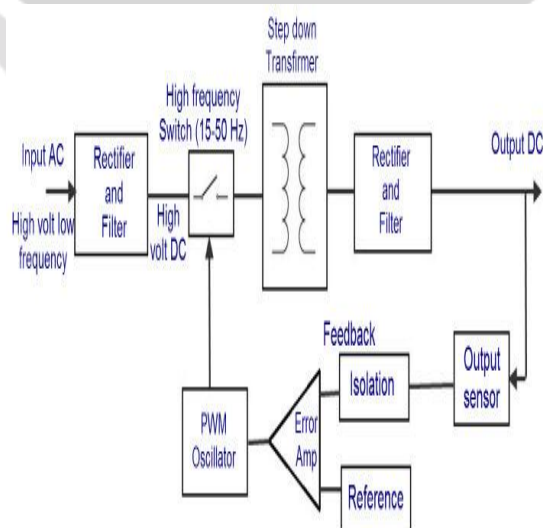 Step down
Transfirmer
High frequency
Switch (15-50 Hz)
Input AC
High volt low
frequency
Rectifier
and
Filter
High
volt DC
Rectifier
and
Filter
Output DC
Feedback
Isolation
Output
sensor
PWM
Oscillator
Error
Amp
Reference